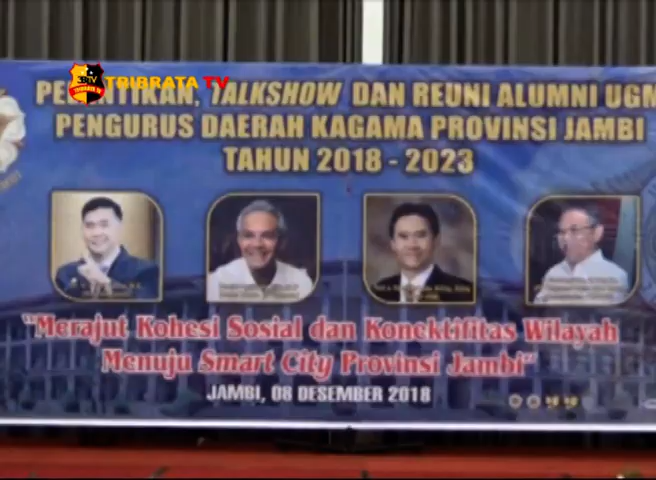 TRIBRATA TV
PELANTIKAN, TALKSHOW DAN REUNI ALUMNI UGM
PENGURUS DAERAH KAGAMA PROVINSI JAMBI
TAHUN 2018 - 2023
"Merajut Kohesi Sosial dan Konektifitas Wilayah
Menuju Smart City Provinsi Jambi"
JAMBI, 08 DESEMBER 2018